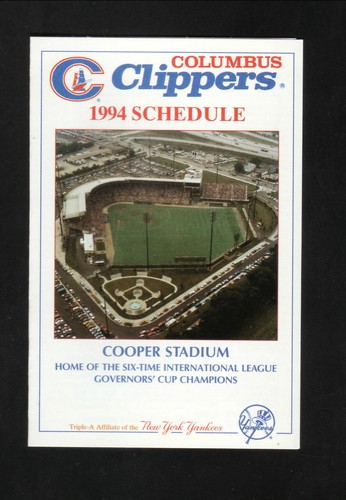 COLUMBUS
Clippers®
1994 SCHEDULE
COOPER STADIUM
HOME OF THE SIX-TIME INTERNATIONAL LEAGUE
GOVERNORS' CUP CHAMPIONS
Triple-A Affiliate of the New York Yankees
Yankees